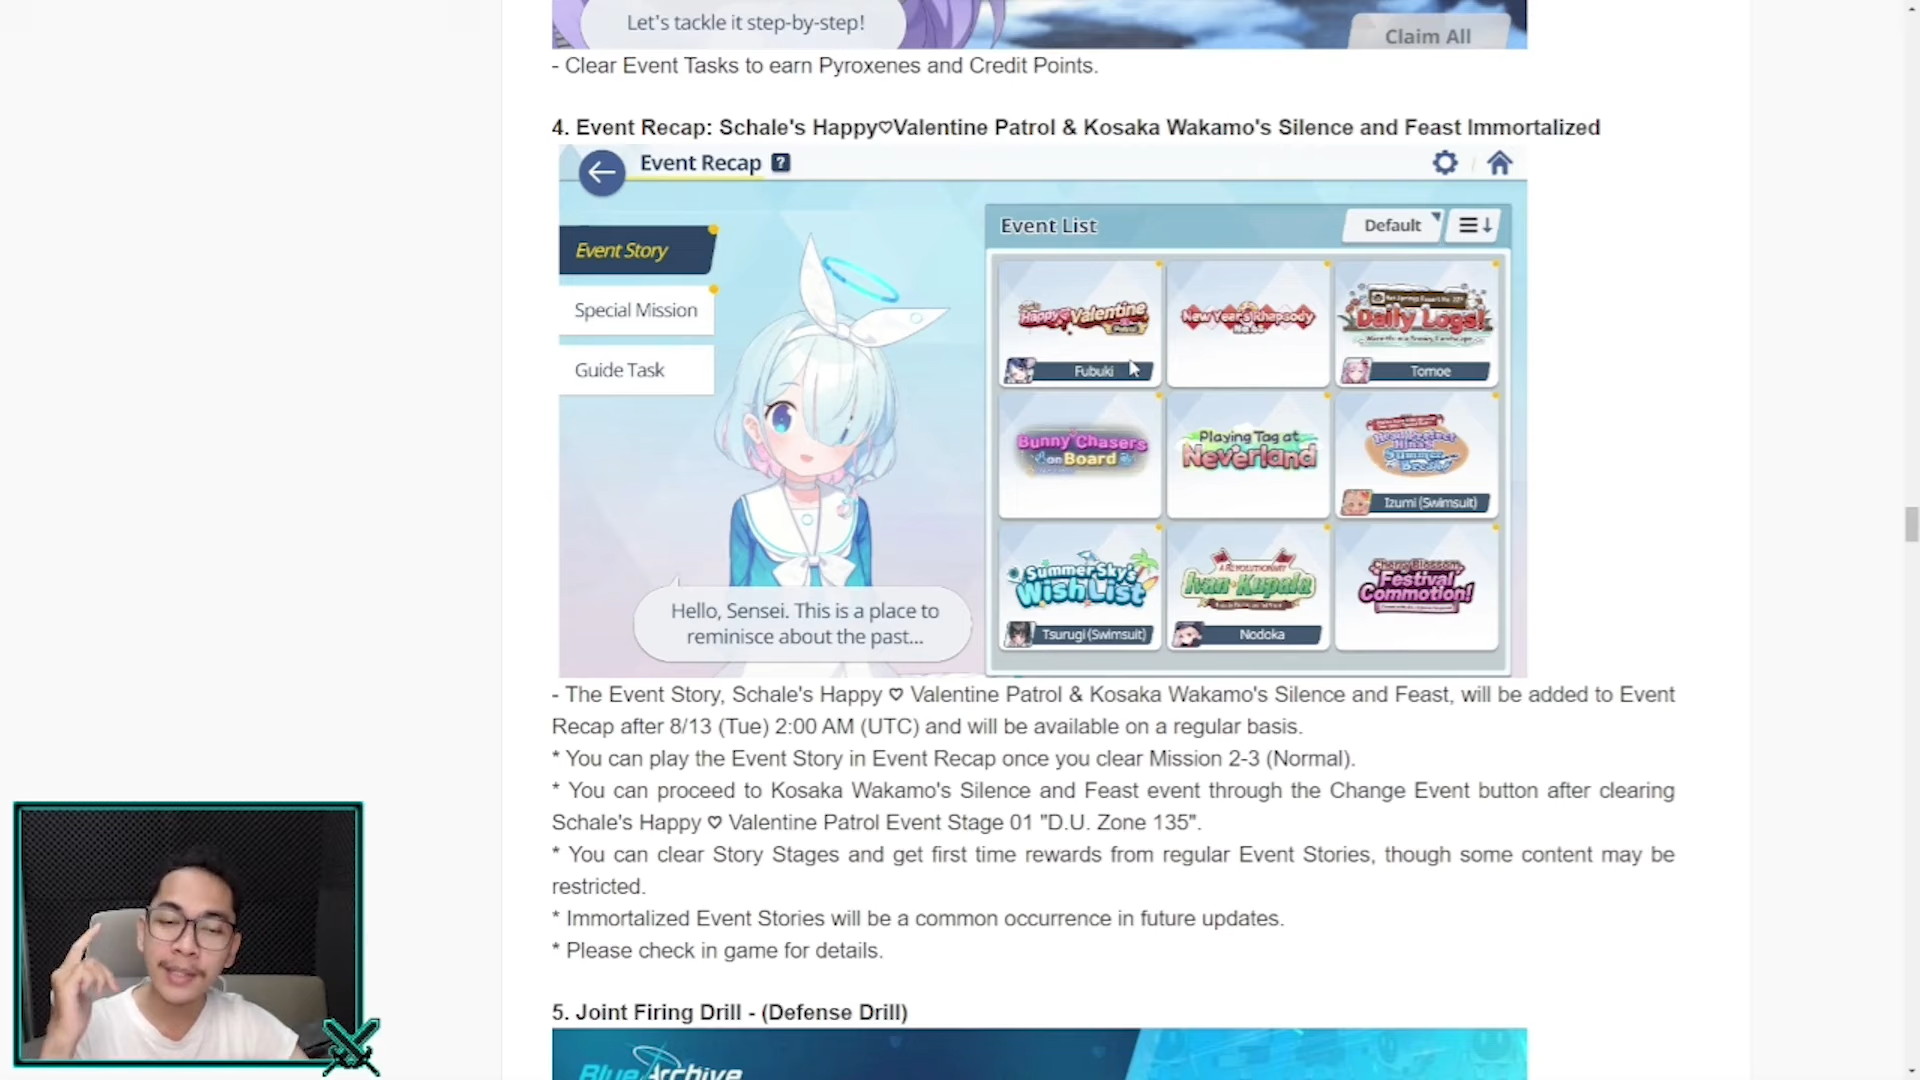 Let's tackle it step-by-step!
Claim All
- Clear Event Tasks to earn Pyroxenes and Credit Points.
4. Event Recap: Schale's Happy♡Valentine Patrol & Kosaka Wakamo's Silence and Feast Immortalized
Event Recap ?
Event Story
Special Mission
Guide Task
Event List
Default
Happy Valentine
Patrol
Fubuki
New Year's Rhapsody
No.68
Daily Logs!
Tomoe
Bunny Chasers
on Board
Playing Tag at
Neverland
Summer Break
Izumi (Swimsuit)
Summer Sky's
Wish List
Tsurugi (Swimsuit)
A REVOLUTIONARY
Ivan Kupala
Nodoka
Cherry Blossom
Festival
Commotion!
Hello, Sensei. This is a place to
reminisce about the past...
- The Event Story, Schale's Happy ♡ Valentine Patrol & Kosaka Wakamo's Silence and Feast, will be added to Event
Recap after 8/13 (Tue) 2:00 AM (UTC) and will be available on a regular basis.
* You can play the Event Story in Event Recap once you clear Mission 2-3 (Normal).
* You can proceed to Kosaka Wakamo's Silence and Feast event through the Change Event button after clearing
Schale's Happy ♡ Valentine Patrol Event Stage 01 "D.U. Zone 135".
* You can clear Story Stages and get first time rewards from regular Event Stories, though some content may be
restricted.
* Immortalized Event Stories will be a common occurrence in future updates.
* Please check in game for details.
5. Joint Firing Drill - (Defense Drill)
Blue Archive